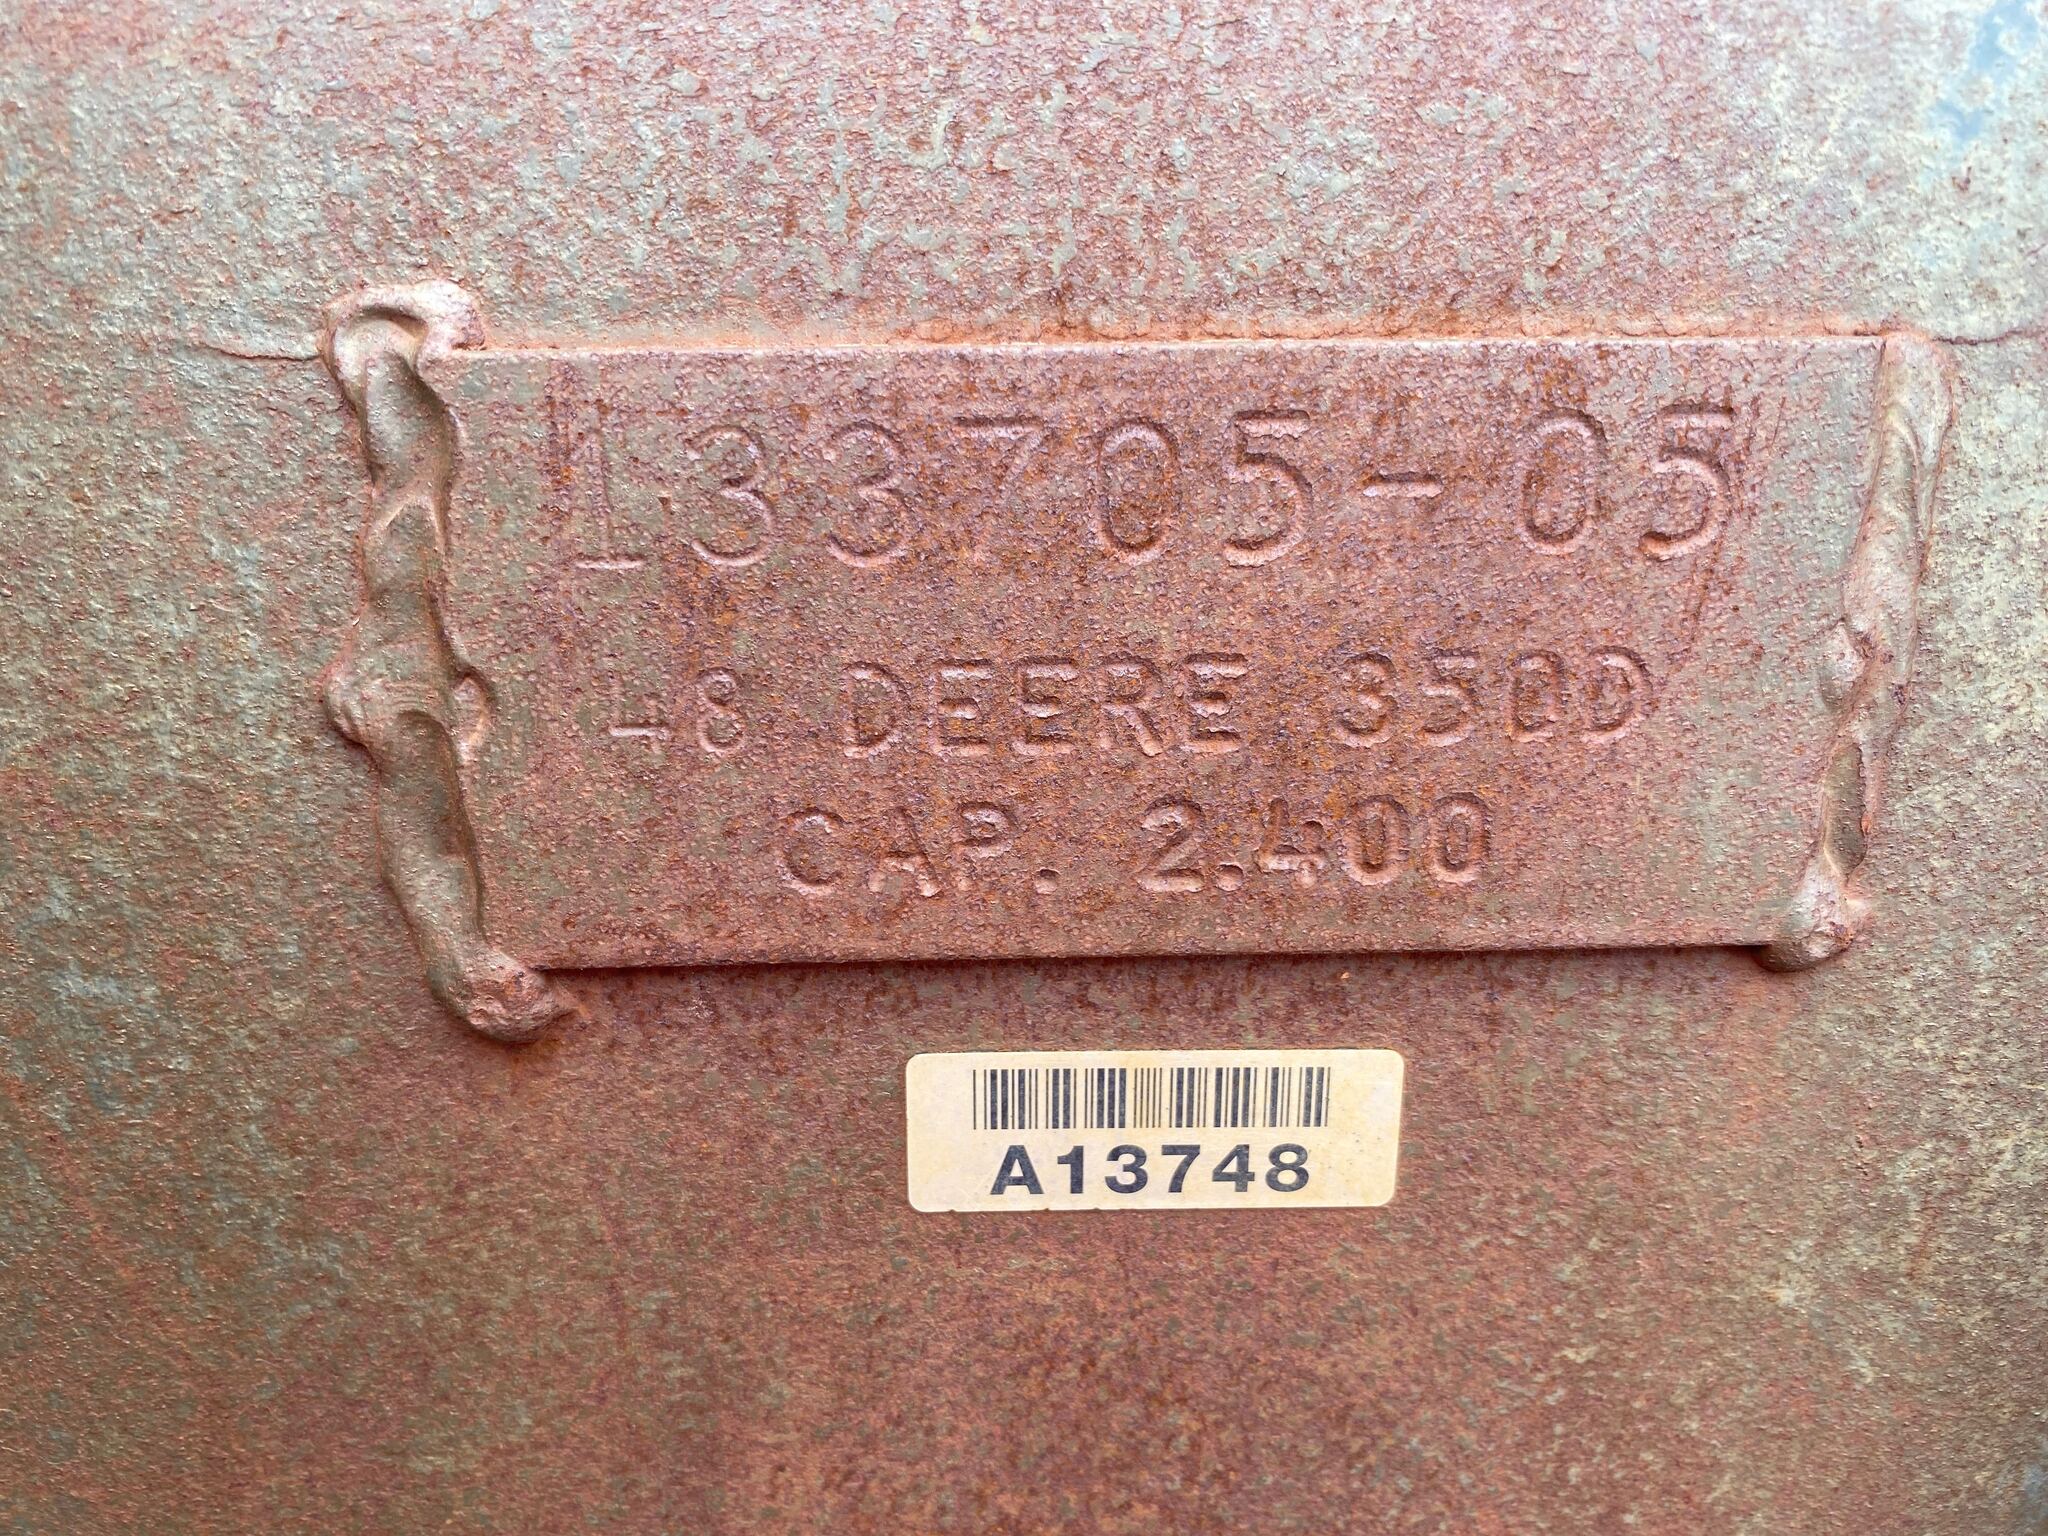 133705-05
48 DEERE 350D
CAP. 2.400
A13748